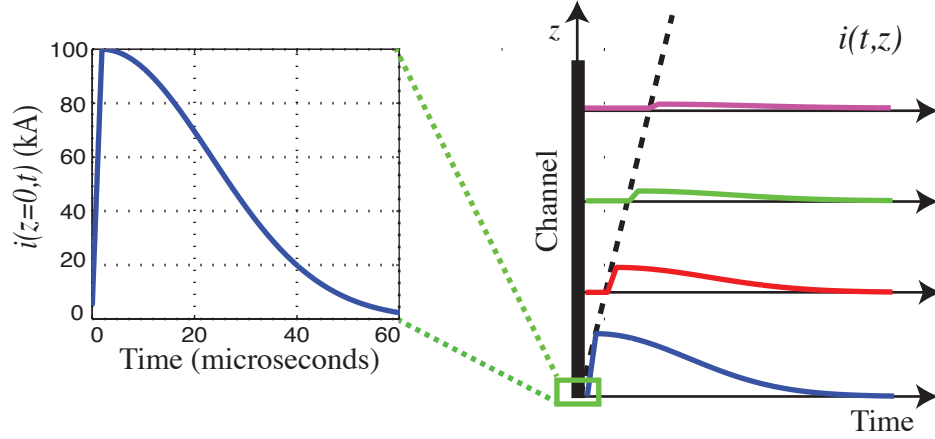 i(z=0,t) (kA)
100
80
60
40
20
0
0 20 40 60
Time (microseconds)
z
i(t,z)
Channel
Time